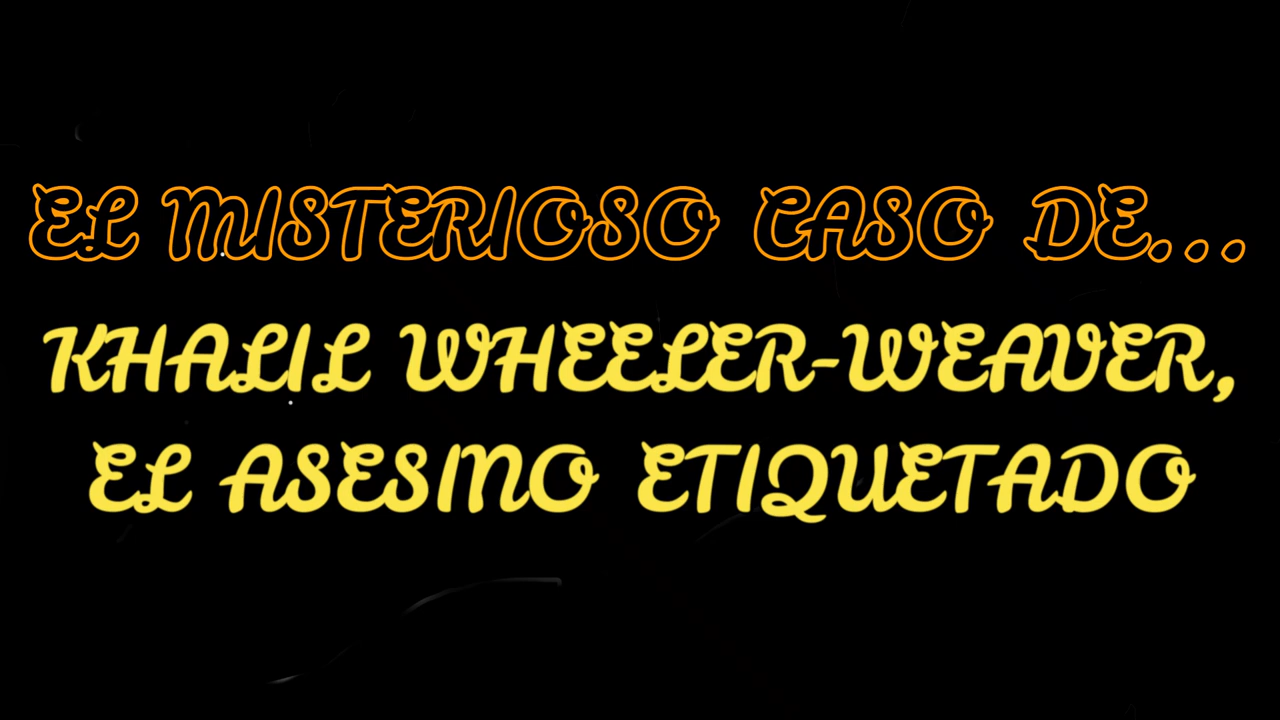 EL MISTERIOSO CASO DE...
KHALIL WHEELER-WEAVER,
EL ASESINO ETIQUETADO